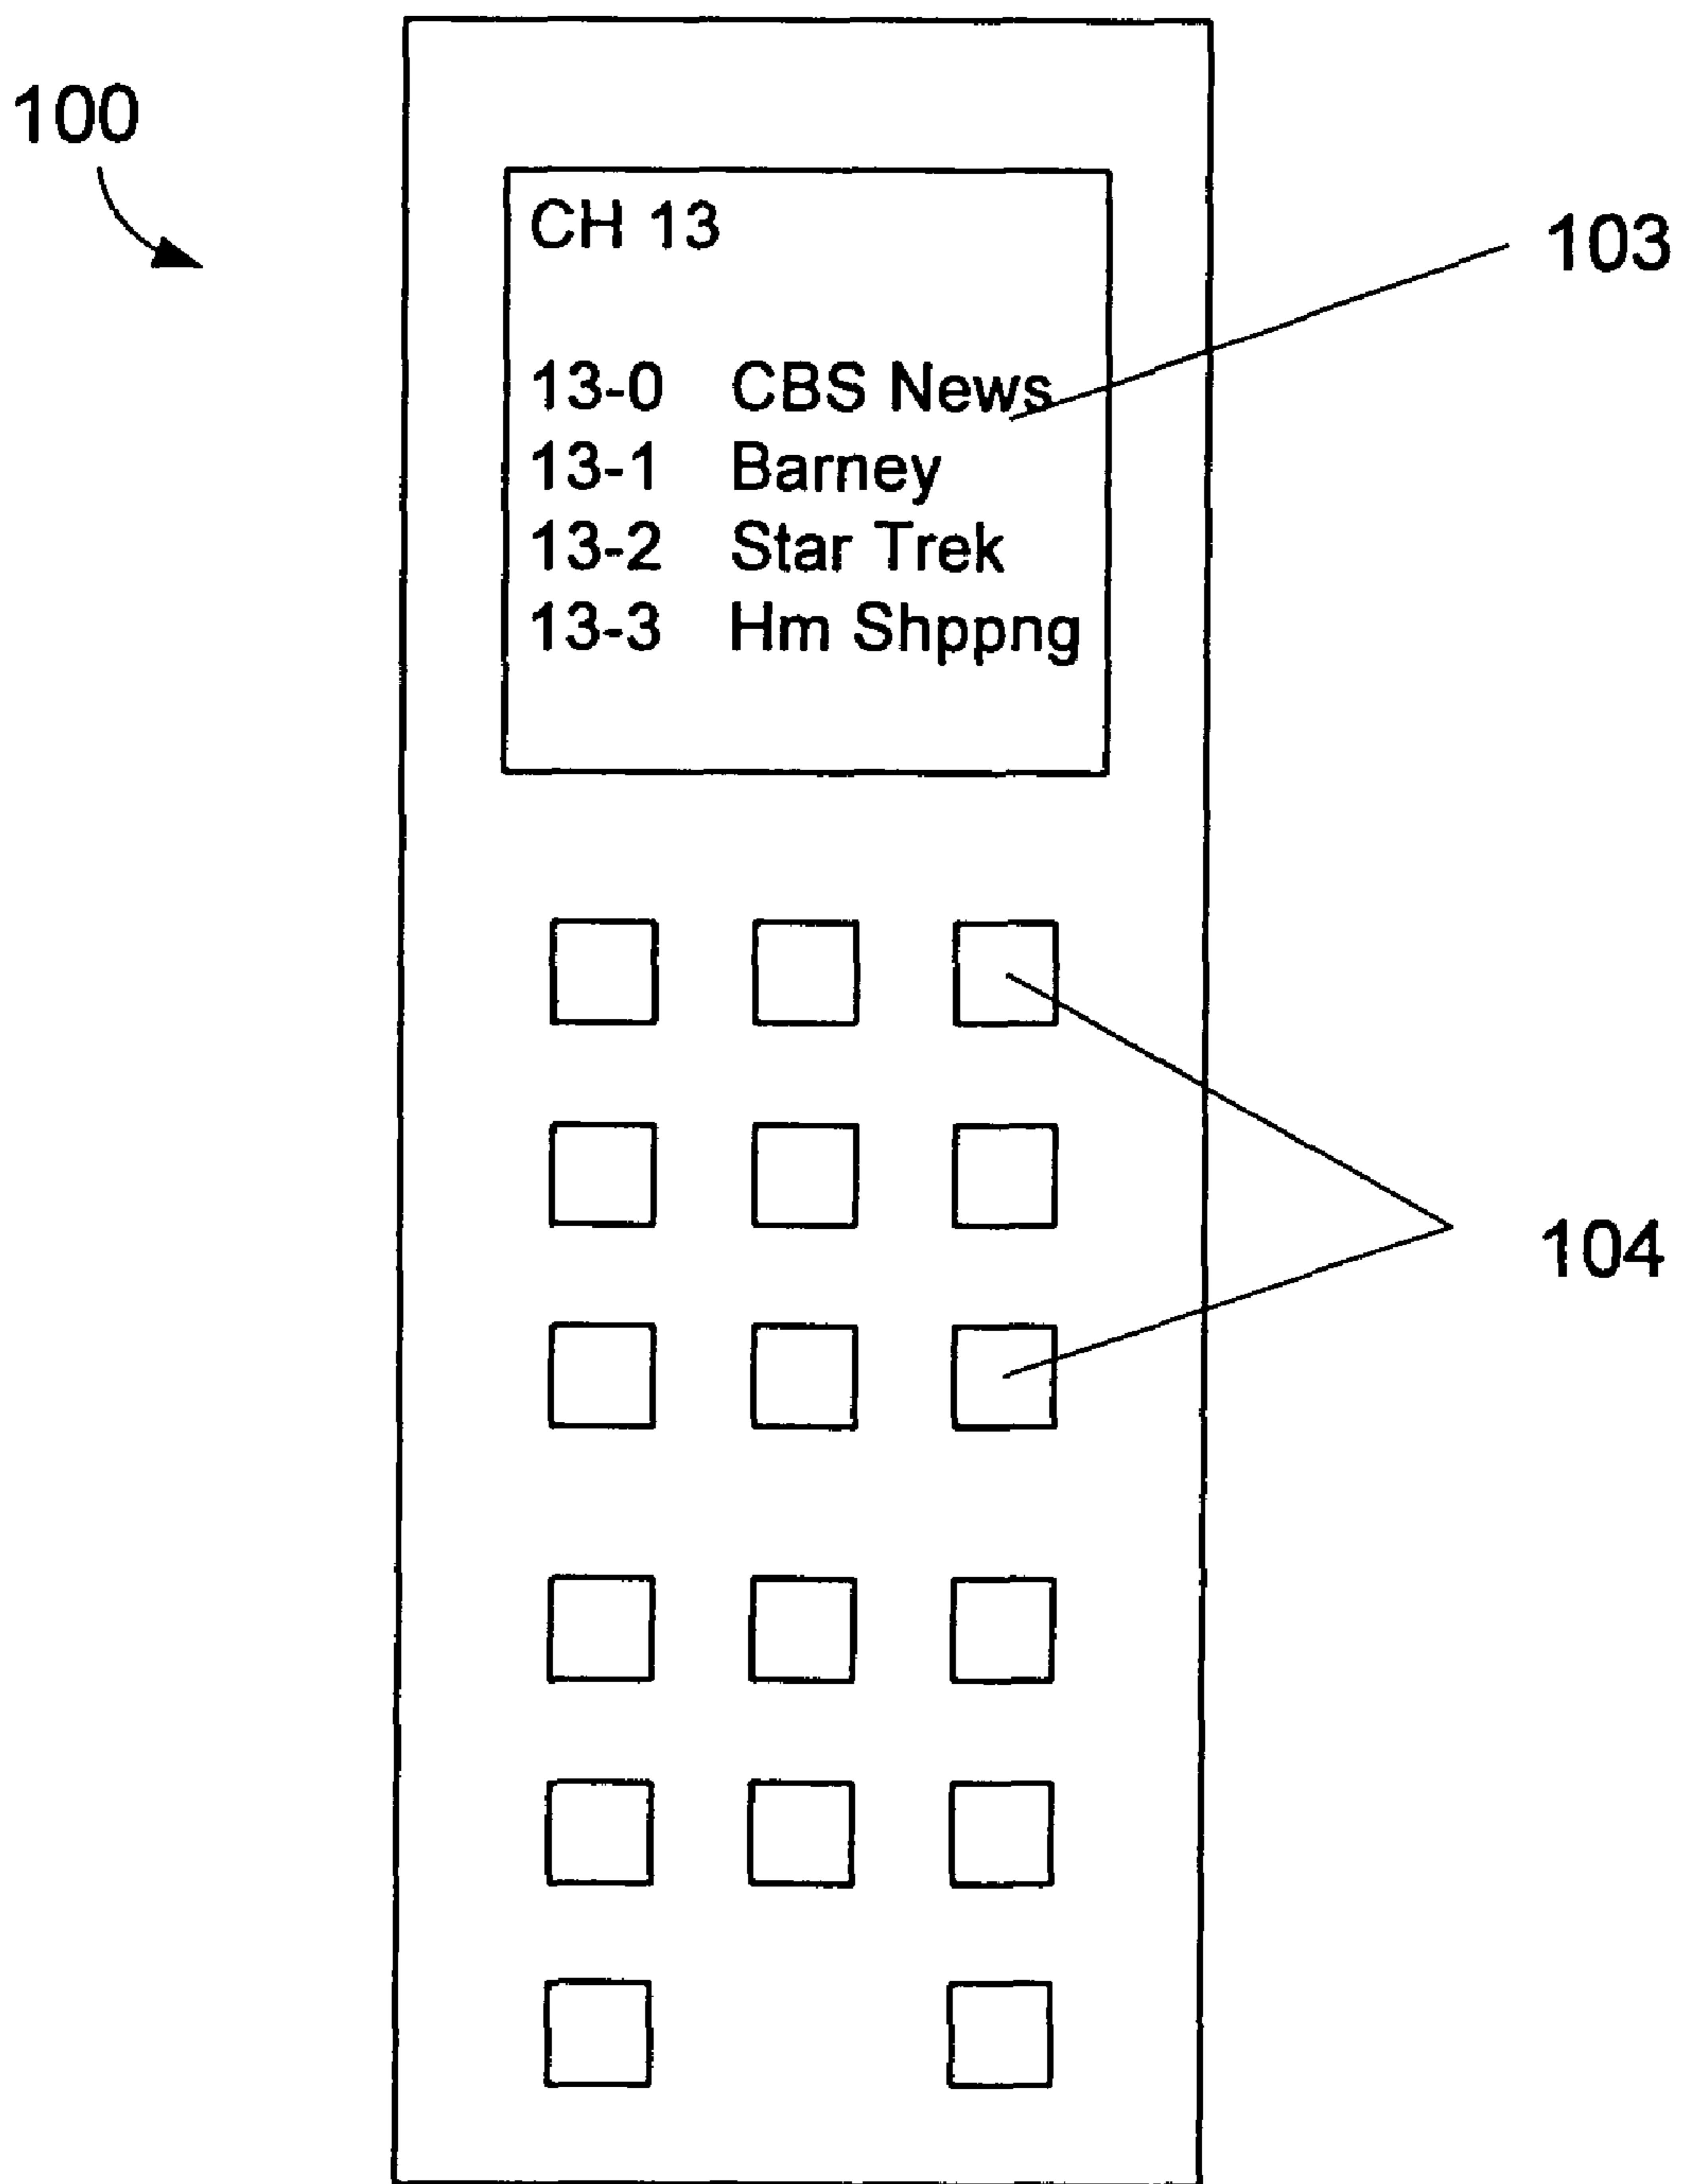 100
CH 13
103
13-0 CBS News
13-1 Barney
13-2 Star Trek
13-3 Hm Shppng
104